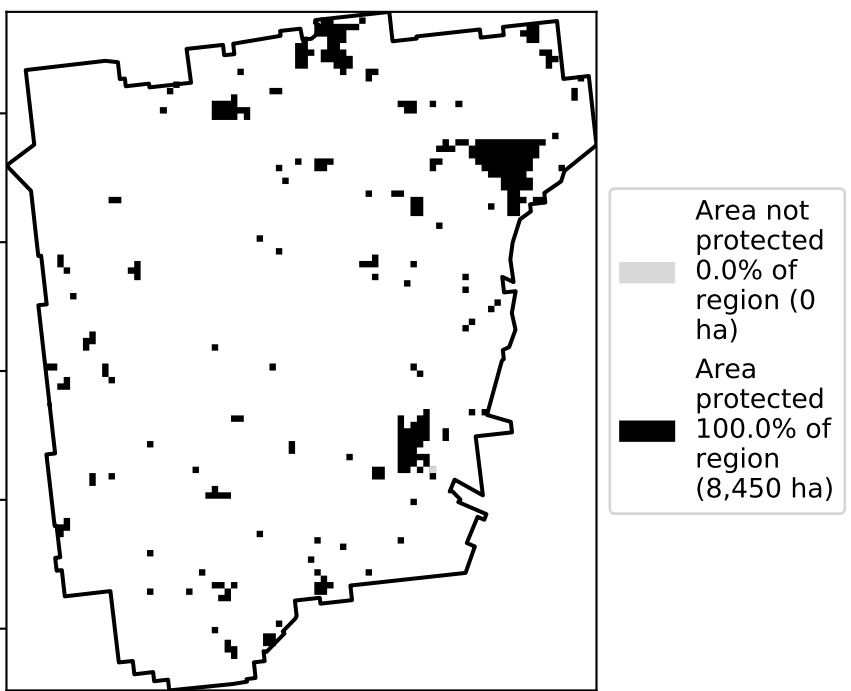 Area not
protected
0.0% of
region (0
ha)
Area
protected
100.0% of
region
(8,450 ha)